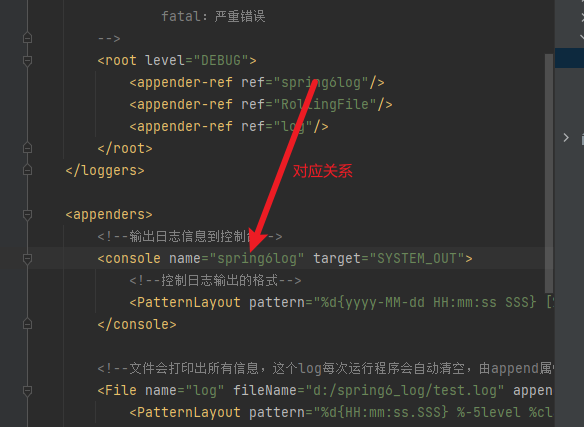 fatal：严重错误
-->
<root level="DEBUG">
<appender-ref ref="spring6log"/>
<appender-ref ref="RollingFile"/>
<appender-ref ref="log"/>
</root>
</loggers>
对应关系
<appenders>
<!--输出日志信息到控制台-->
<console name="spring6log" target="SYSTEM_OUT">
<!--控制日志输出的格式-->
<PatternLayout pattern="%d{yyyy-MM-dd HH:mm:ss SSS} [%
</console>
<!--文件会打印出所有信息，这个log每次运行程序会自动清空，由append属性
<File name="log" fileName="d:/spring6_log/test.log" appen
<PatternLayout pattern="%d{HH:mm:ss.SSS} %-5level %cl